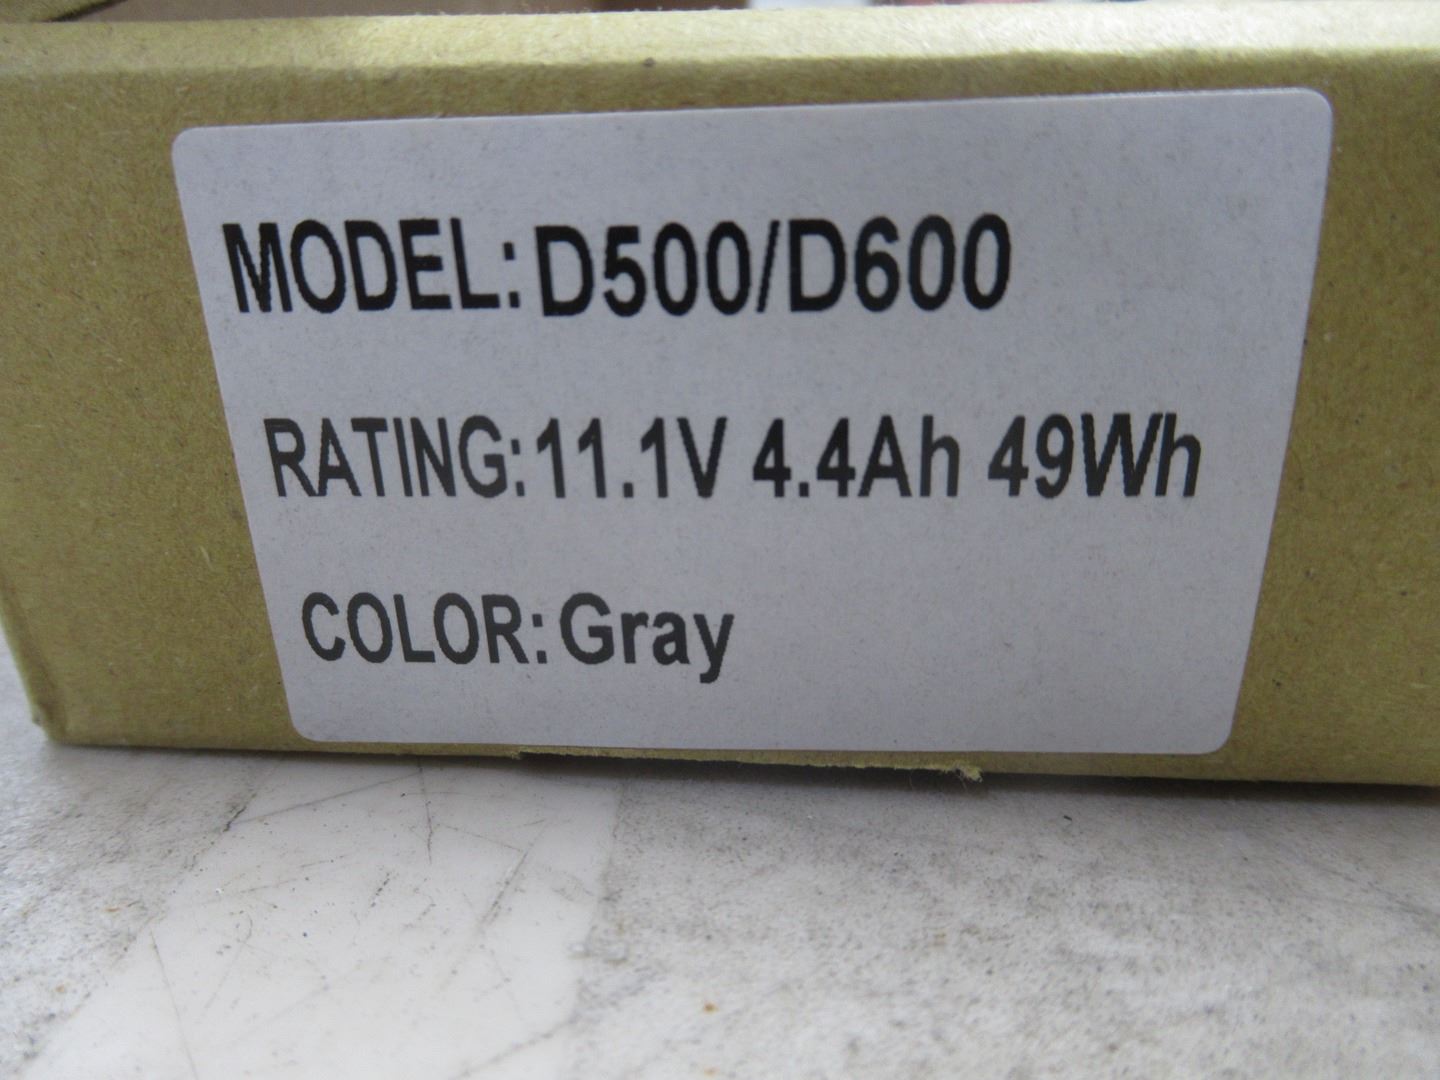 MODEL: D500/D600
RATING: 11.1V 4.4Ah 49Wh
COLOR: Gray